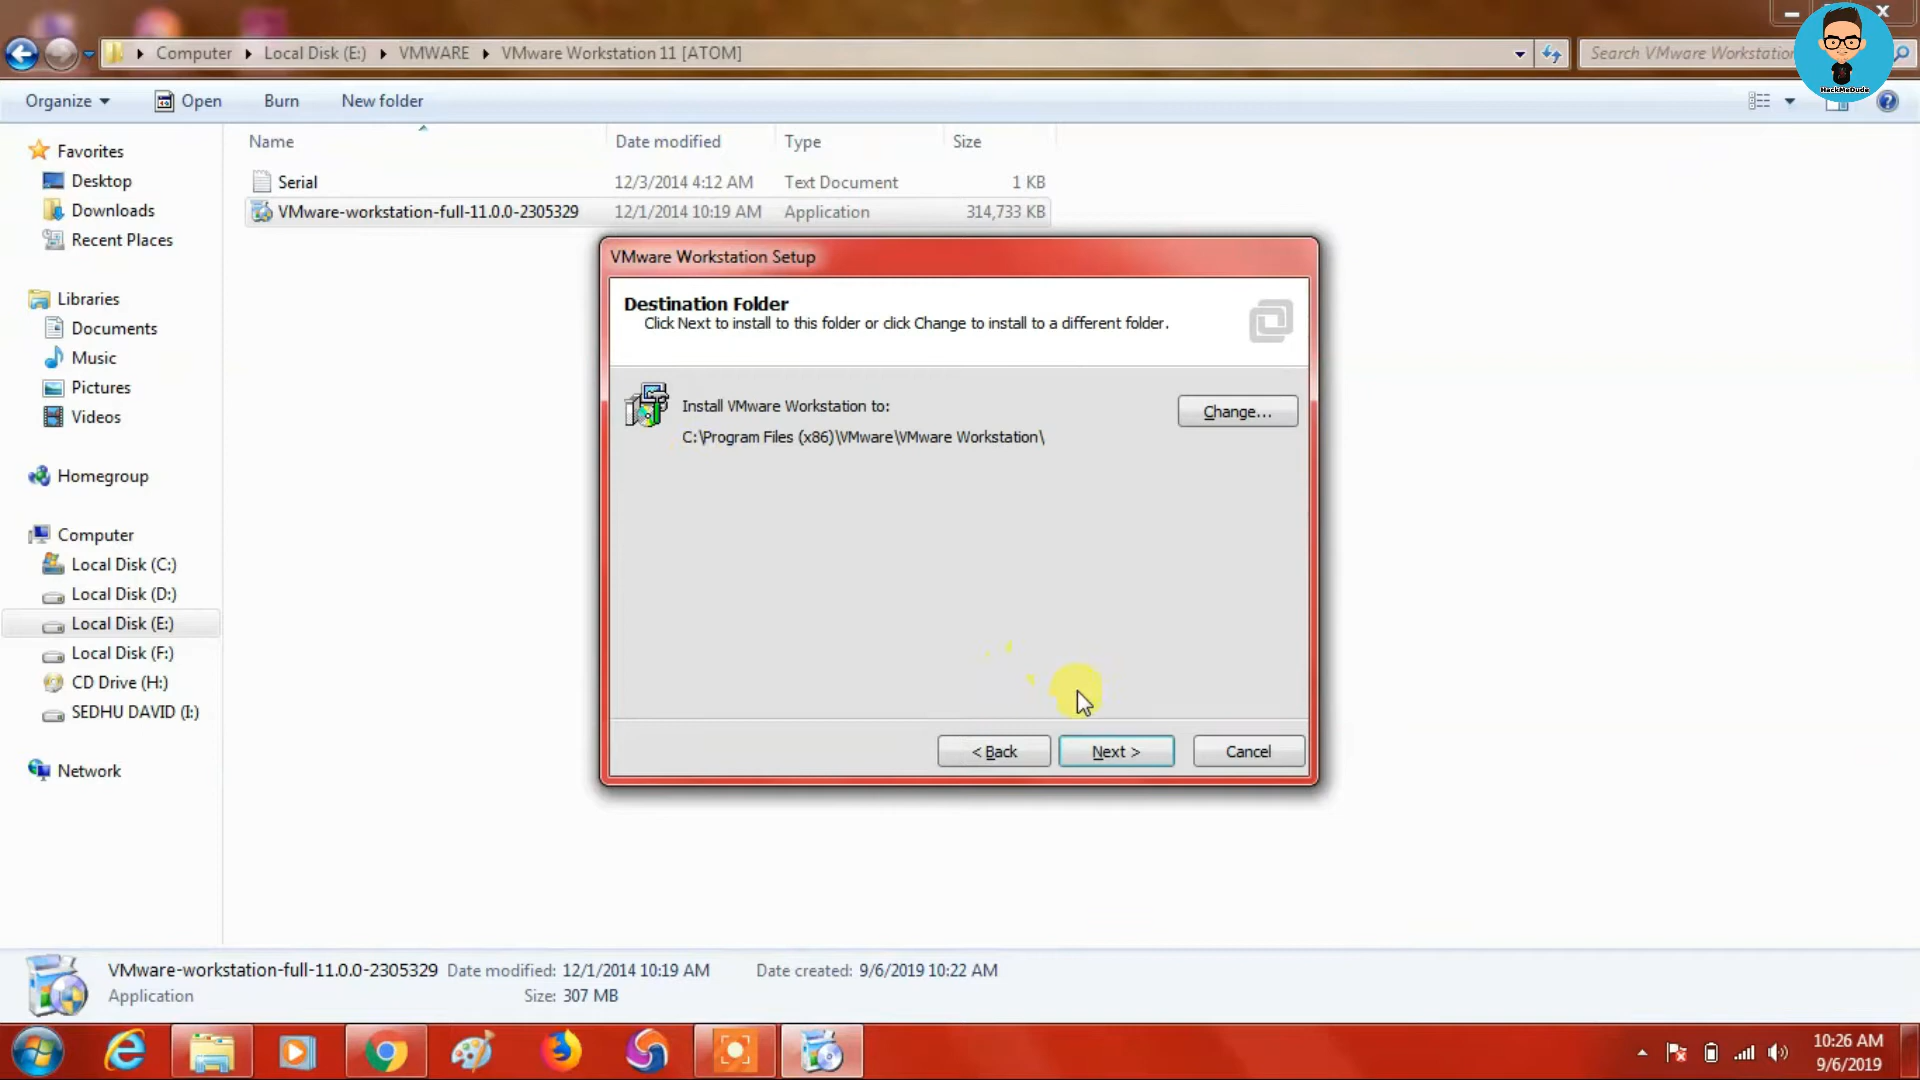 Computer Local Disk (E:) VMWARE VMware Workstation 11 [ATOM]
Search VMware Workstation
HackMeDude
Organize Open Burn New folder
Name Date modified Type Size
Serial 12/3/2014 4:12 AM Text Document 1 KB
VMware-workstation-full-11.0.0-2305329 12/1/2014 10:19 AM Application 314,733 KB
Favorites
Desktop
Downloads
Recent Places
Libraries
Documents
Music
Pictures
Videos
Homegroup
Computer
Local Disk (C:)
Local Disk (D:)
Local Disk (E:)
Local Disk (F:)
CD Drive (H:)
SEDHU DAVID (I:)
Network
VMware Workstation Setup
Destination Folder
Click Next to install to this folder or click Change to install to a different folder.
Install VMware Workstation to:
Change...
C:\Program Files (x86)\VMware\VMware Workstation\
< Back Next > Cancel
VMware-workstation-full-11.0.0-2305329 Date modified: 12/1/2014 10:19 AM Date created: 9/6/2019 10:22 AM
Application Size: 307 MB
10:26 AM
9/6/2019